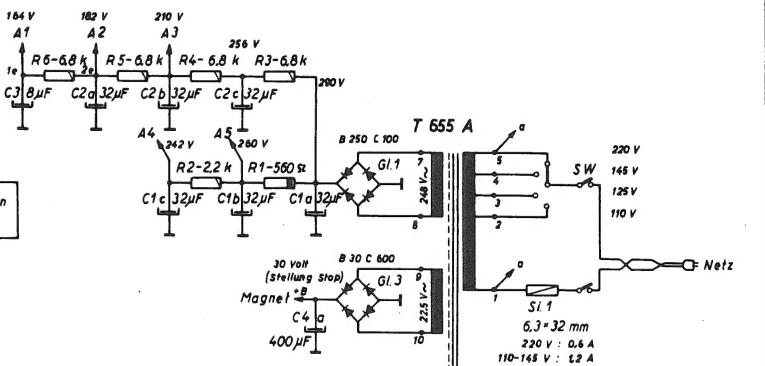 164 V 182 V 210 V
A1 A2 A3
256 V
R6-6,8 k R5-6,8 k R4-6,8 k R3-6,8 k
1e 2e
280 V
C3 8µF C2a 32µF C2b 32µF C2c 32µF
T 655 A
A4 A5
242 V 260 V
B 250 C 100
R2-2,2 k R1-560 Ω
Gl.1
7
248 V~
8
C1c 32µF C1b 32µF C1a 32µF
a
5
4
3
2
SW
220 V
145 V
125 V
110 V
n
30 Volt
(Stellung Stop)
B 30 C 600
Magnet +B
Gl.3
9
22,5 V~
10
C4 a
400µF
a
1
Netz
Si.1
6,3 × 32 mm
220 V : 0,6 A
110-145 V : 1,2 A